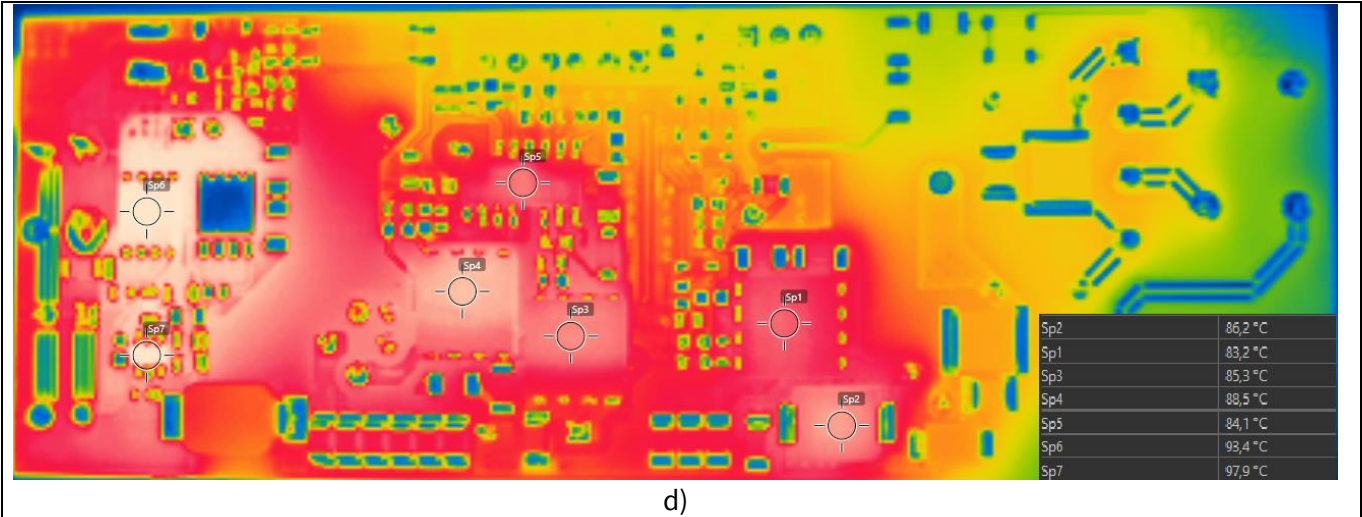 Sp5
Sp6
Sp4
Sp1
Sp3
Sp7
Sp2
Sp2 86,2 °C
Sp1 83,2 °C
Sp3 85,3 °C
Sp4 88,5 °C
Sp5 84,1 °C
Sp6 93,4 °C
Sp7 97,9 °C
d)